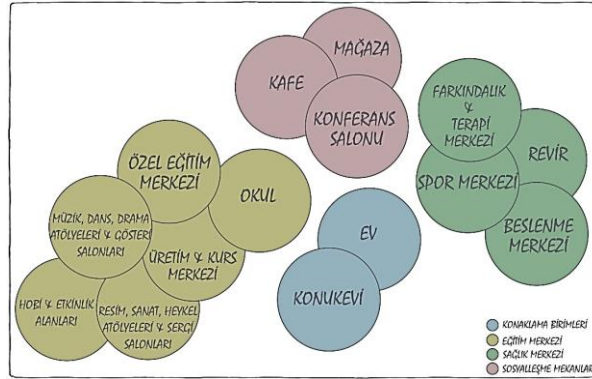 MAĞAZA
KAFE
KONFERANS
SALONU
FARKINDALIK
&
TERAPİ
MERKEZİ
REVİR
SPOR MERKEZİ
BESLENME
MERKEZİ
ÖZEL EĞİTİM
MERKEZİ
OKUL
MÜZİK, DANS, DRAMA
ATÖLYELERİ & GÖSTERİ
SALONLARI
ÜRETİM & KURS
MERKEZİ
HOBİ & ETKİNLİK
ALANLARI
RESİM, SANAT, HEYKEL
ATÖLYELERİ & SERGİ
SALONLARI
EV
KONUKEVİ
KONAKLAMA BİRİMLERİ
EĞİTİM MERKEZİ
SAĞLIK MERKEZİ
SOSYALLEŞME MEKANLAR